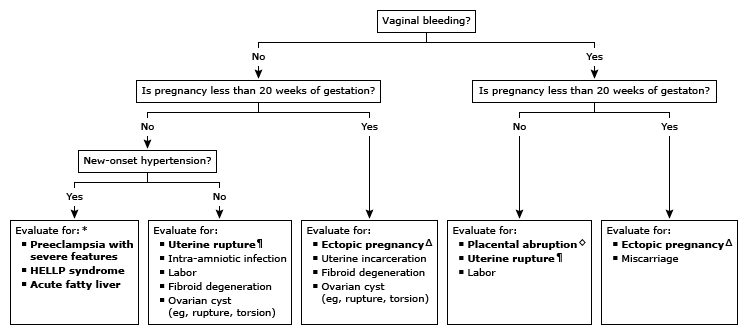 Vaginal bleeding?
No
Yes
Is pregnancy less than 20 weeks of gestation?
Is pregnancy less than 20 weeks of gestaton?
No
Yes
No
Yes
New-onset hypertension?
Yes
No
Evaluate for:*
▪ Preeclampsia with
severe features
▪ HELLP syndrome
▪ Acute fatty liver
Evaluate for:
▪ Uterine rupture¶
▪ Intra-amniotic infection
▪ Labor
▪ Fibroid degeneration
▪ Ovarian cyst
(eg, rupture, torsion)
Evaluate for:
▪ Ectopic pregnancyΔ
▪ Uterine incarceration
▪ Fibroid degeneration
▪ Ovarian cyst
(eg, rupture, torsion)
Evaluate for:
▪ Placental abruption◇
▪ Uterine rupture¶
▪ Labor
Evaluate for:
▪ Ectopic pregnancyΔ
▪ Miscarriage